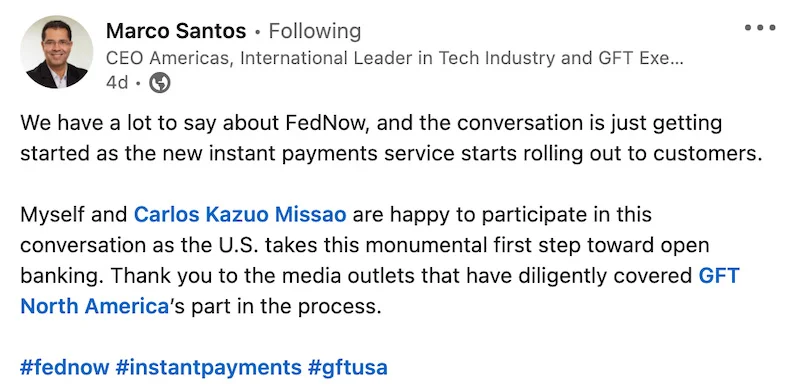 Marco Santos • Following
CEO Americas, International Leader in Tech Industry and GFT Exe...
4d •
We have a lot to say about FedNow, and the conversation is just getting
started as the new instant payments service starts rolling out to customers.
Myself and Carlos Kazuo Missao are happy to participate in this
conversation as the U.S. takes this monumental first step toward open
banking. Thank you to the media outlets that have diligently covered GFT
North America's part in the process.
#fednow #instantpayments #gftusa